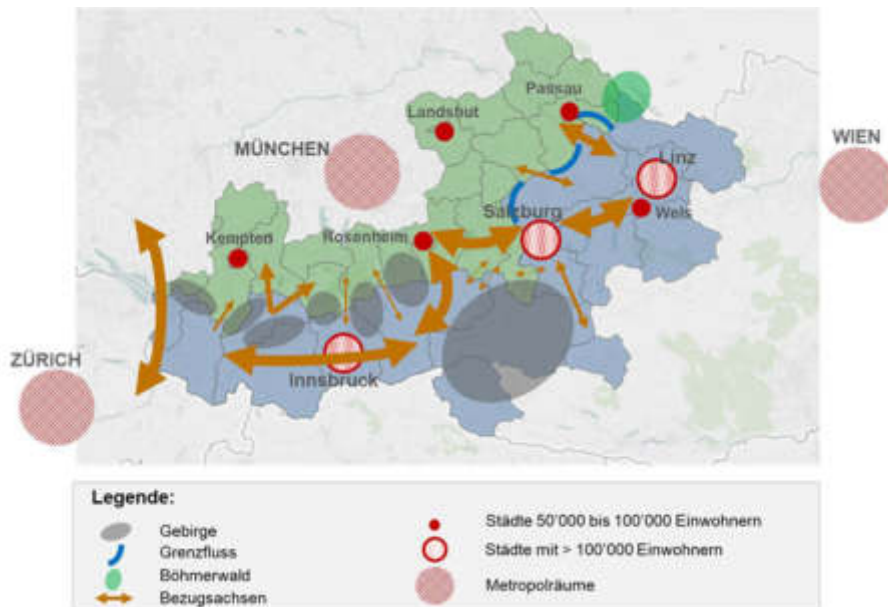 Passau
Landshut
MÜNCHEN
WIEN
Linz
Wels
Salzburg
Kempten
Rosenheim
ZÜRICH
Innsbruck
Legende:
Gebirge
Grenzfluss
Böhmerwald
Bezugsachsen
Städte 50'000 bis 100'000 Einwohnern
Städte mit > 100'000 Einwohnern
Metropolräume